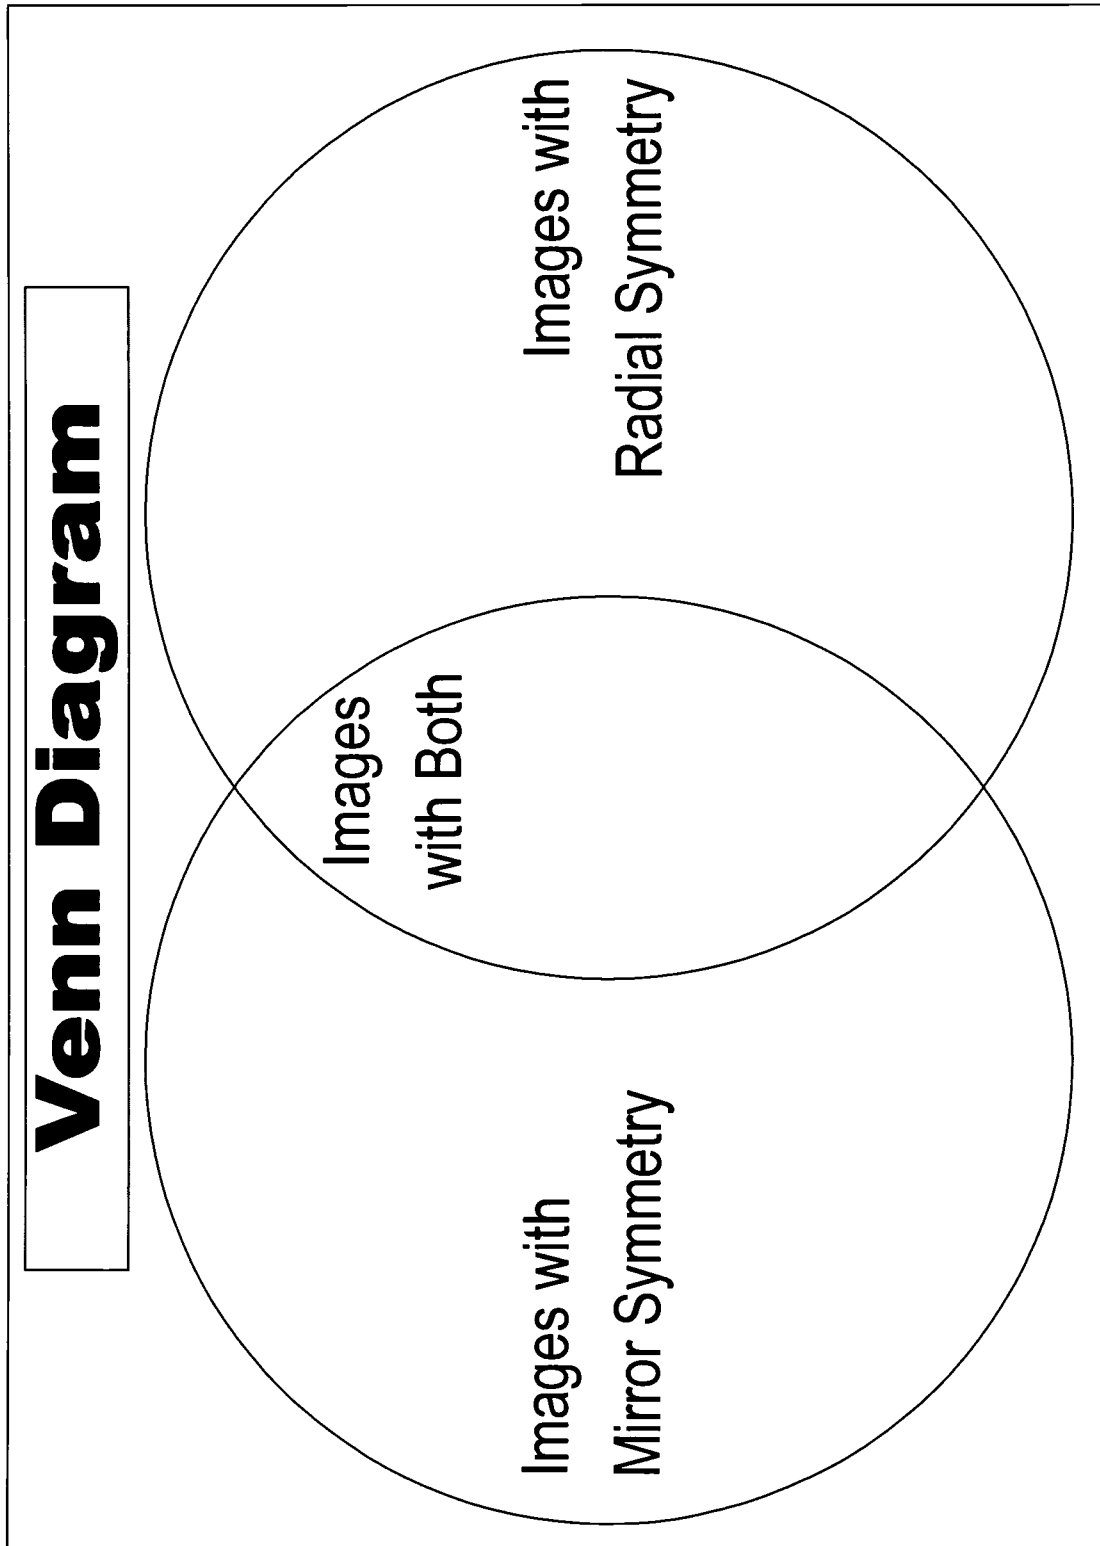 Venn Diagram
Images with
Mirror Symmetry
Images
with Both
Images with
Radial Symmetry